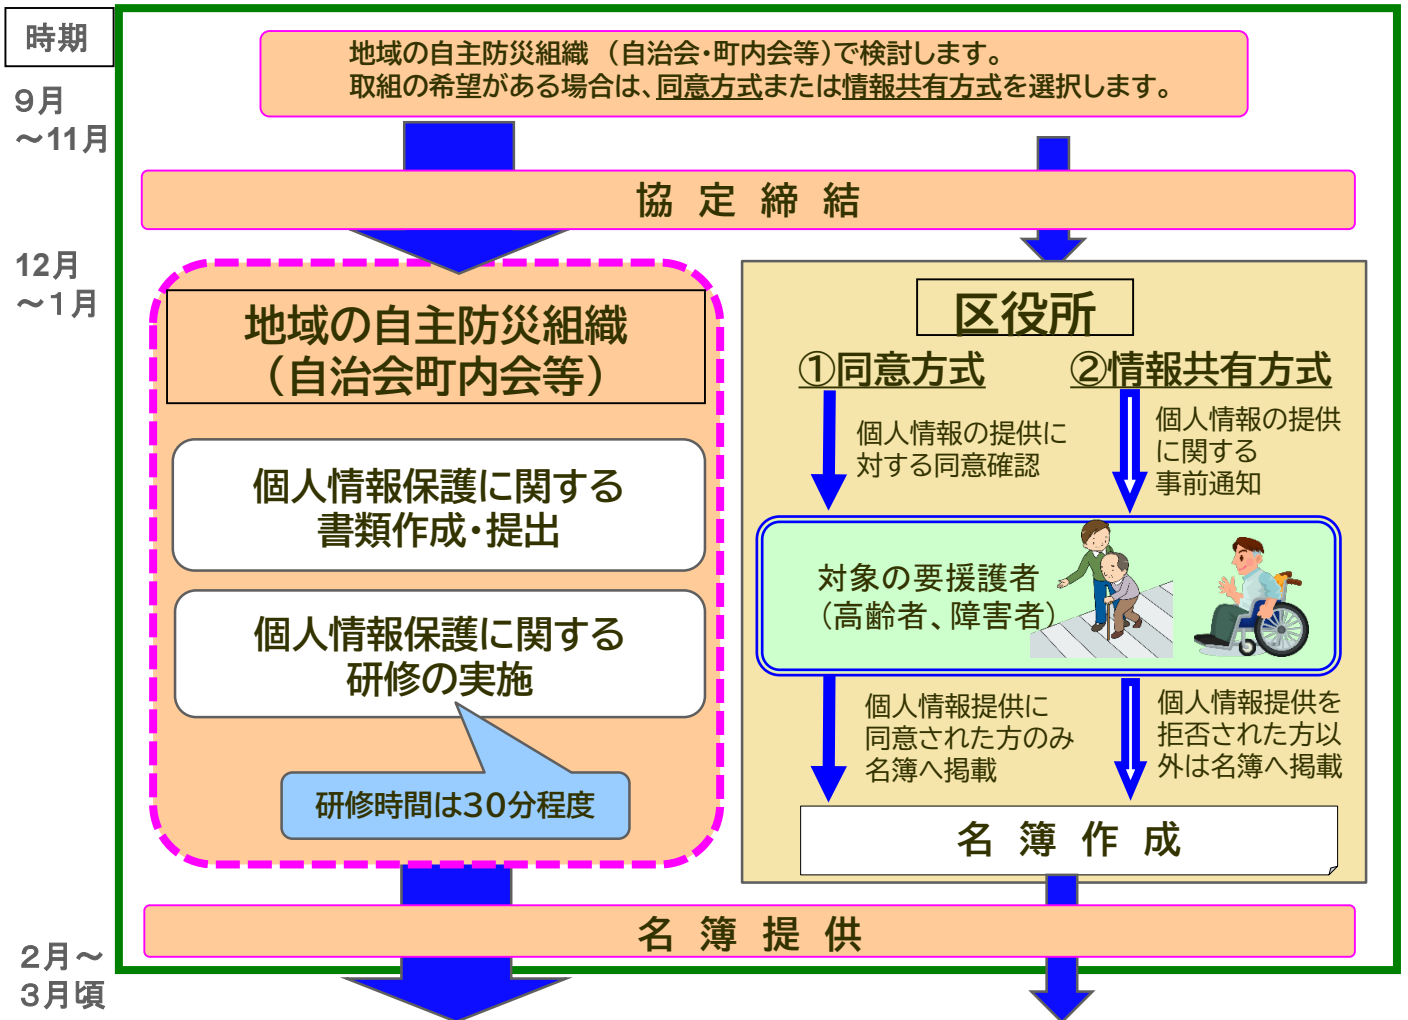 時期
9月
～11月
地域の自主防災組織（自治会・町内会等）で検討します。
取組の希望がある場合は、同意方式または情報共有方式を選択します。
協定締結
12月
～1月
地域の自主防災組織
（自治会町内会等）
個人情報保護に関する
書類作成・提出
個人情報保護に関する
研修の実施
研修時間は30分程度
区役所
①同意方式
②情報共有方式
個人情報の提供に
対する同意確認
個人情報の提供
に関する
事前通知
対象の要援護者
（高齢者、障害者）
個人情報提供に
同意された方のみ
名簿へ掲載
個人情報提供を
拒否された方以
外は名簿へ掲載
名簿作成
名簿提供
2月～
3月頃